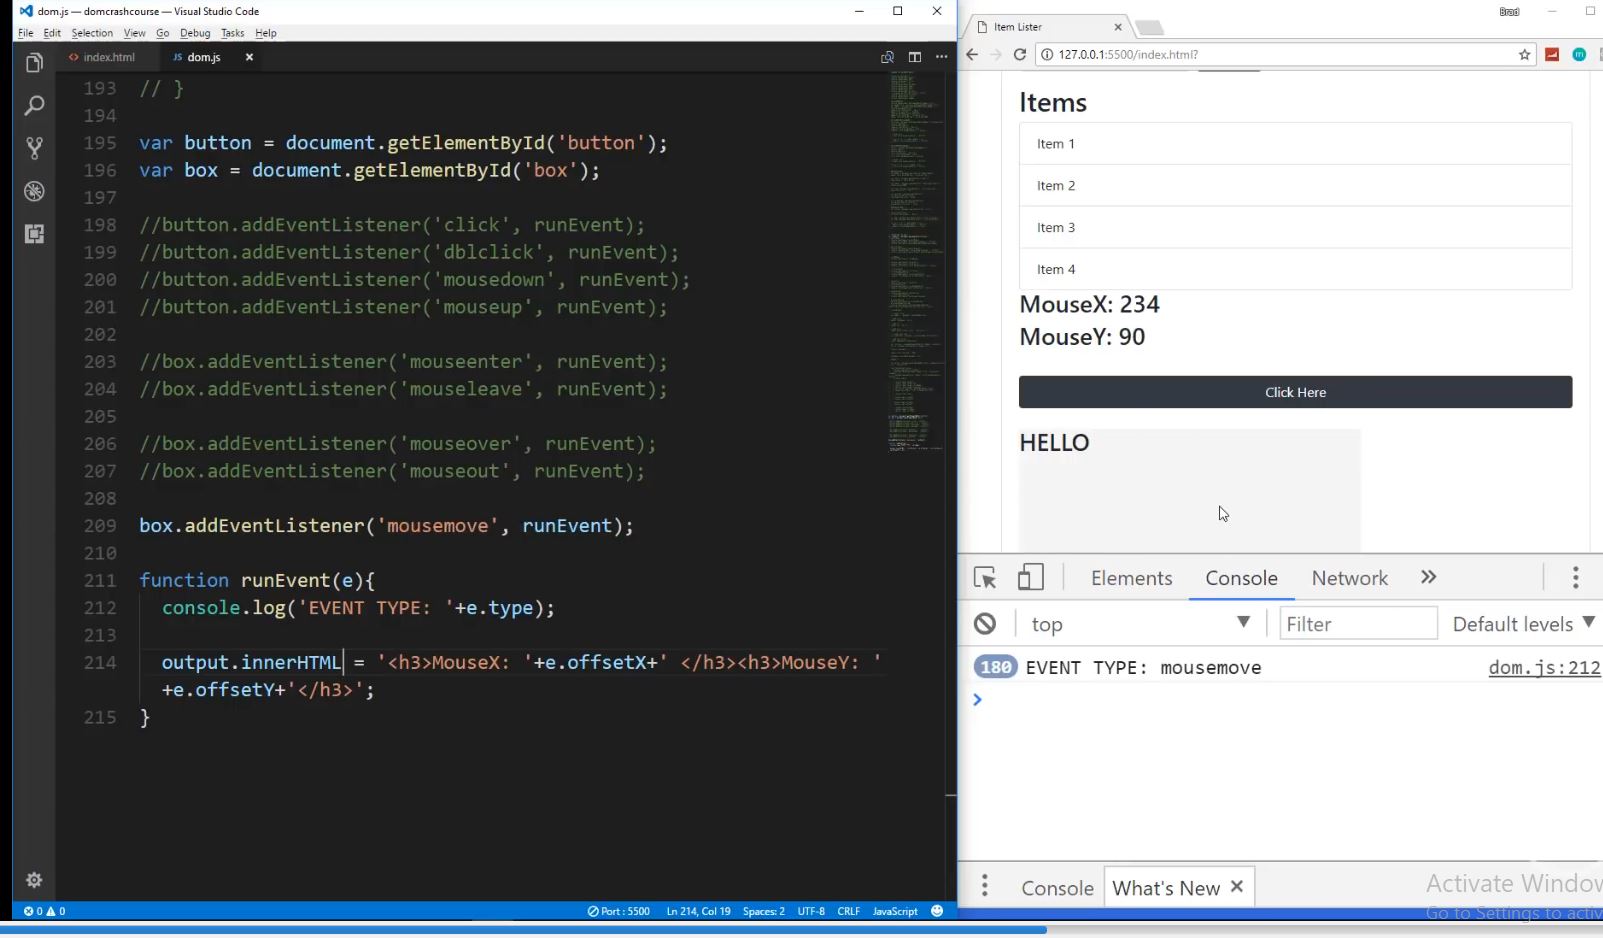 dom.js — domcrashcourse — Visual Studio Code
File Edit Selection View Go Debug Tasks Help
index.html
JS dom.js
193 // }
194
195 var button = document.getElementById('button');
196 var box = document.getElementById('box');
197
198 //button.addEventListener('click', runEvent);
199 //button.addEventListener('dblclick', runEvent);
200 //button.addEventListener('mousedown', runEvent);
201 //button.addEventListener('mouseup', runEvent);
202
203 //box.addEventListener('mouseenter', runEvent);
204 //box.addEventListener('mouseleave', runEvent);
205
206 //box.addEventListener('mouseover', runEvent);
207 //box.addEventListener('mouseout', runEvent);
208
209 box.addEventListener('mousemove', runEvent);
210
211 function runEvent(e){
212 console.log('EVENT TYPE: '+e.type);
213
214 output.innerHTML = '<h3>MouseX: '+e.offsetX+' </h3><h3>MouseY: '
+e.offsetY+'</h3>';
215 }
0 0
Port : 5500 Ln 214, Col 19 Spaces: 2 UTF-8 CRLF JavaScript
Item Lister
Brad
127.0.0.1:5500/index.html?
Items
Item 1
Item 2
Item 3
Item 4
MouseX: 234
MouseY: 90
Click Here
HELLO
Elements Console Network »
top Filter Default levels
180 EVENT TYPE: mousemove dom.js:212
Console What's New
Activate Window
Go to Settings to activ